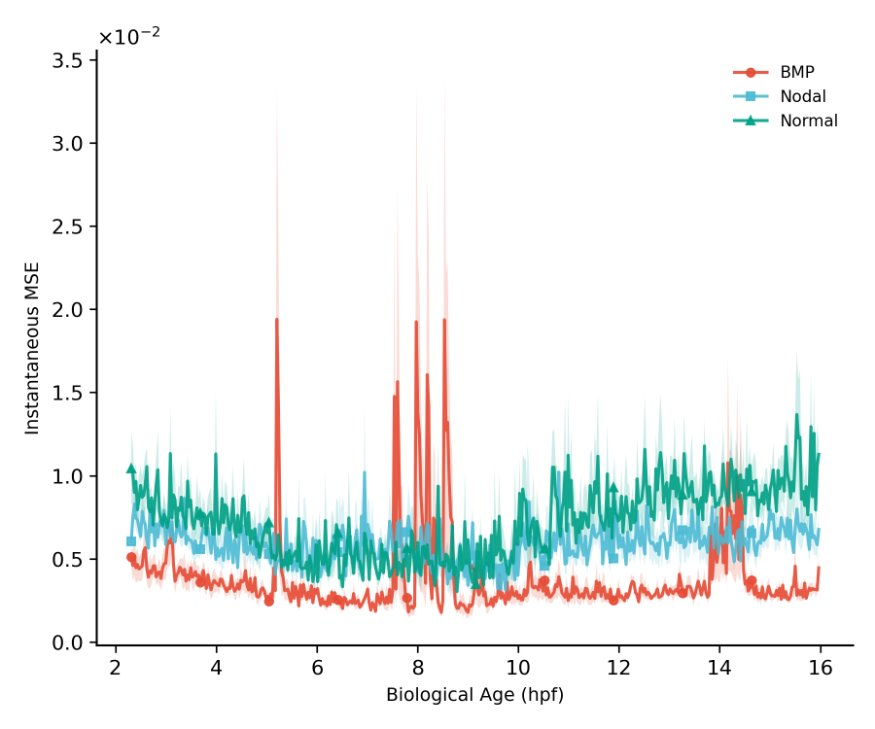 ×10⁻²
3.5
3.0
2.5
2.0
1.5
1.0
0.5
0.0
Instantaneous MSE
BMP
Nodal
Normal
2 4 6 8 10 12 14 16
Biological Age (hpf)